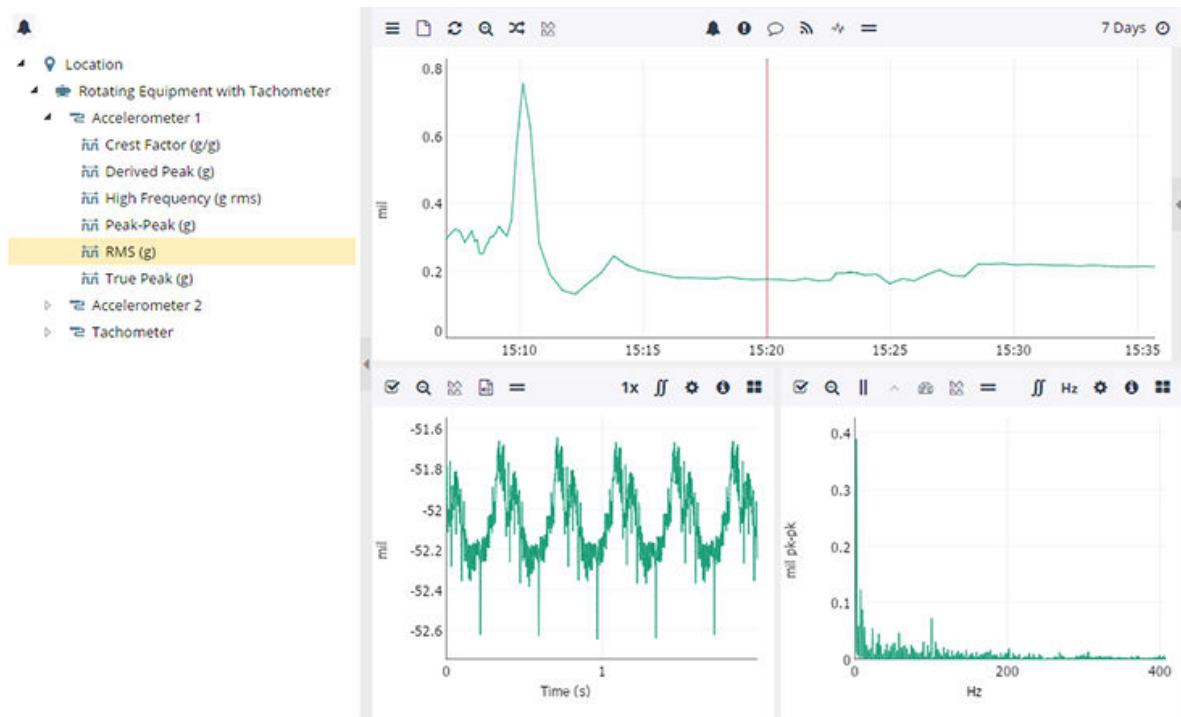 Location
Rotating Equipment with Tachometer
Accelerometer 1
Crest Factor (g/g)
Derived Peak (g)
High Frequency (g rms)
Peak-Peak (g)
RMS (g)
True Peak (g)
Accelerometer 2
Tachometer
7 Days
0.8
0.6
0.4
0.2
0
mil
15:10 15:15 15:20 15:25 15:30 15:35
1x Hz
-51.6
-51.8
-52
-52.2
-52.4
-52.6
mil
0 1
Time (s)
0.4
0.3
0.2
0.1
0
mil pk-pk
0 200 400
Hz